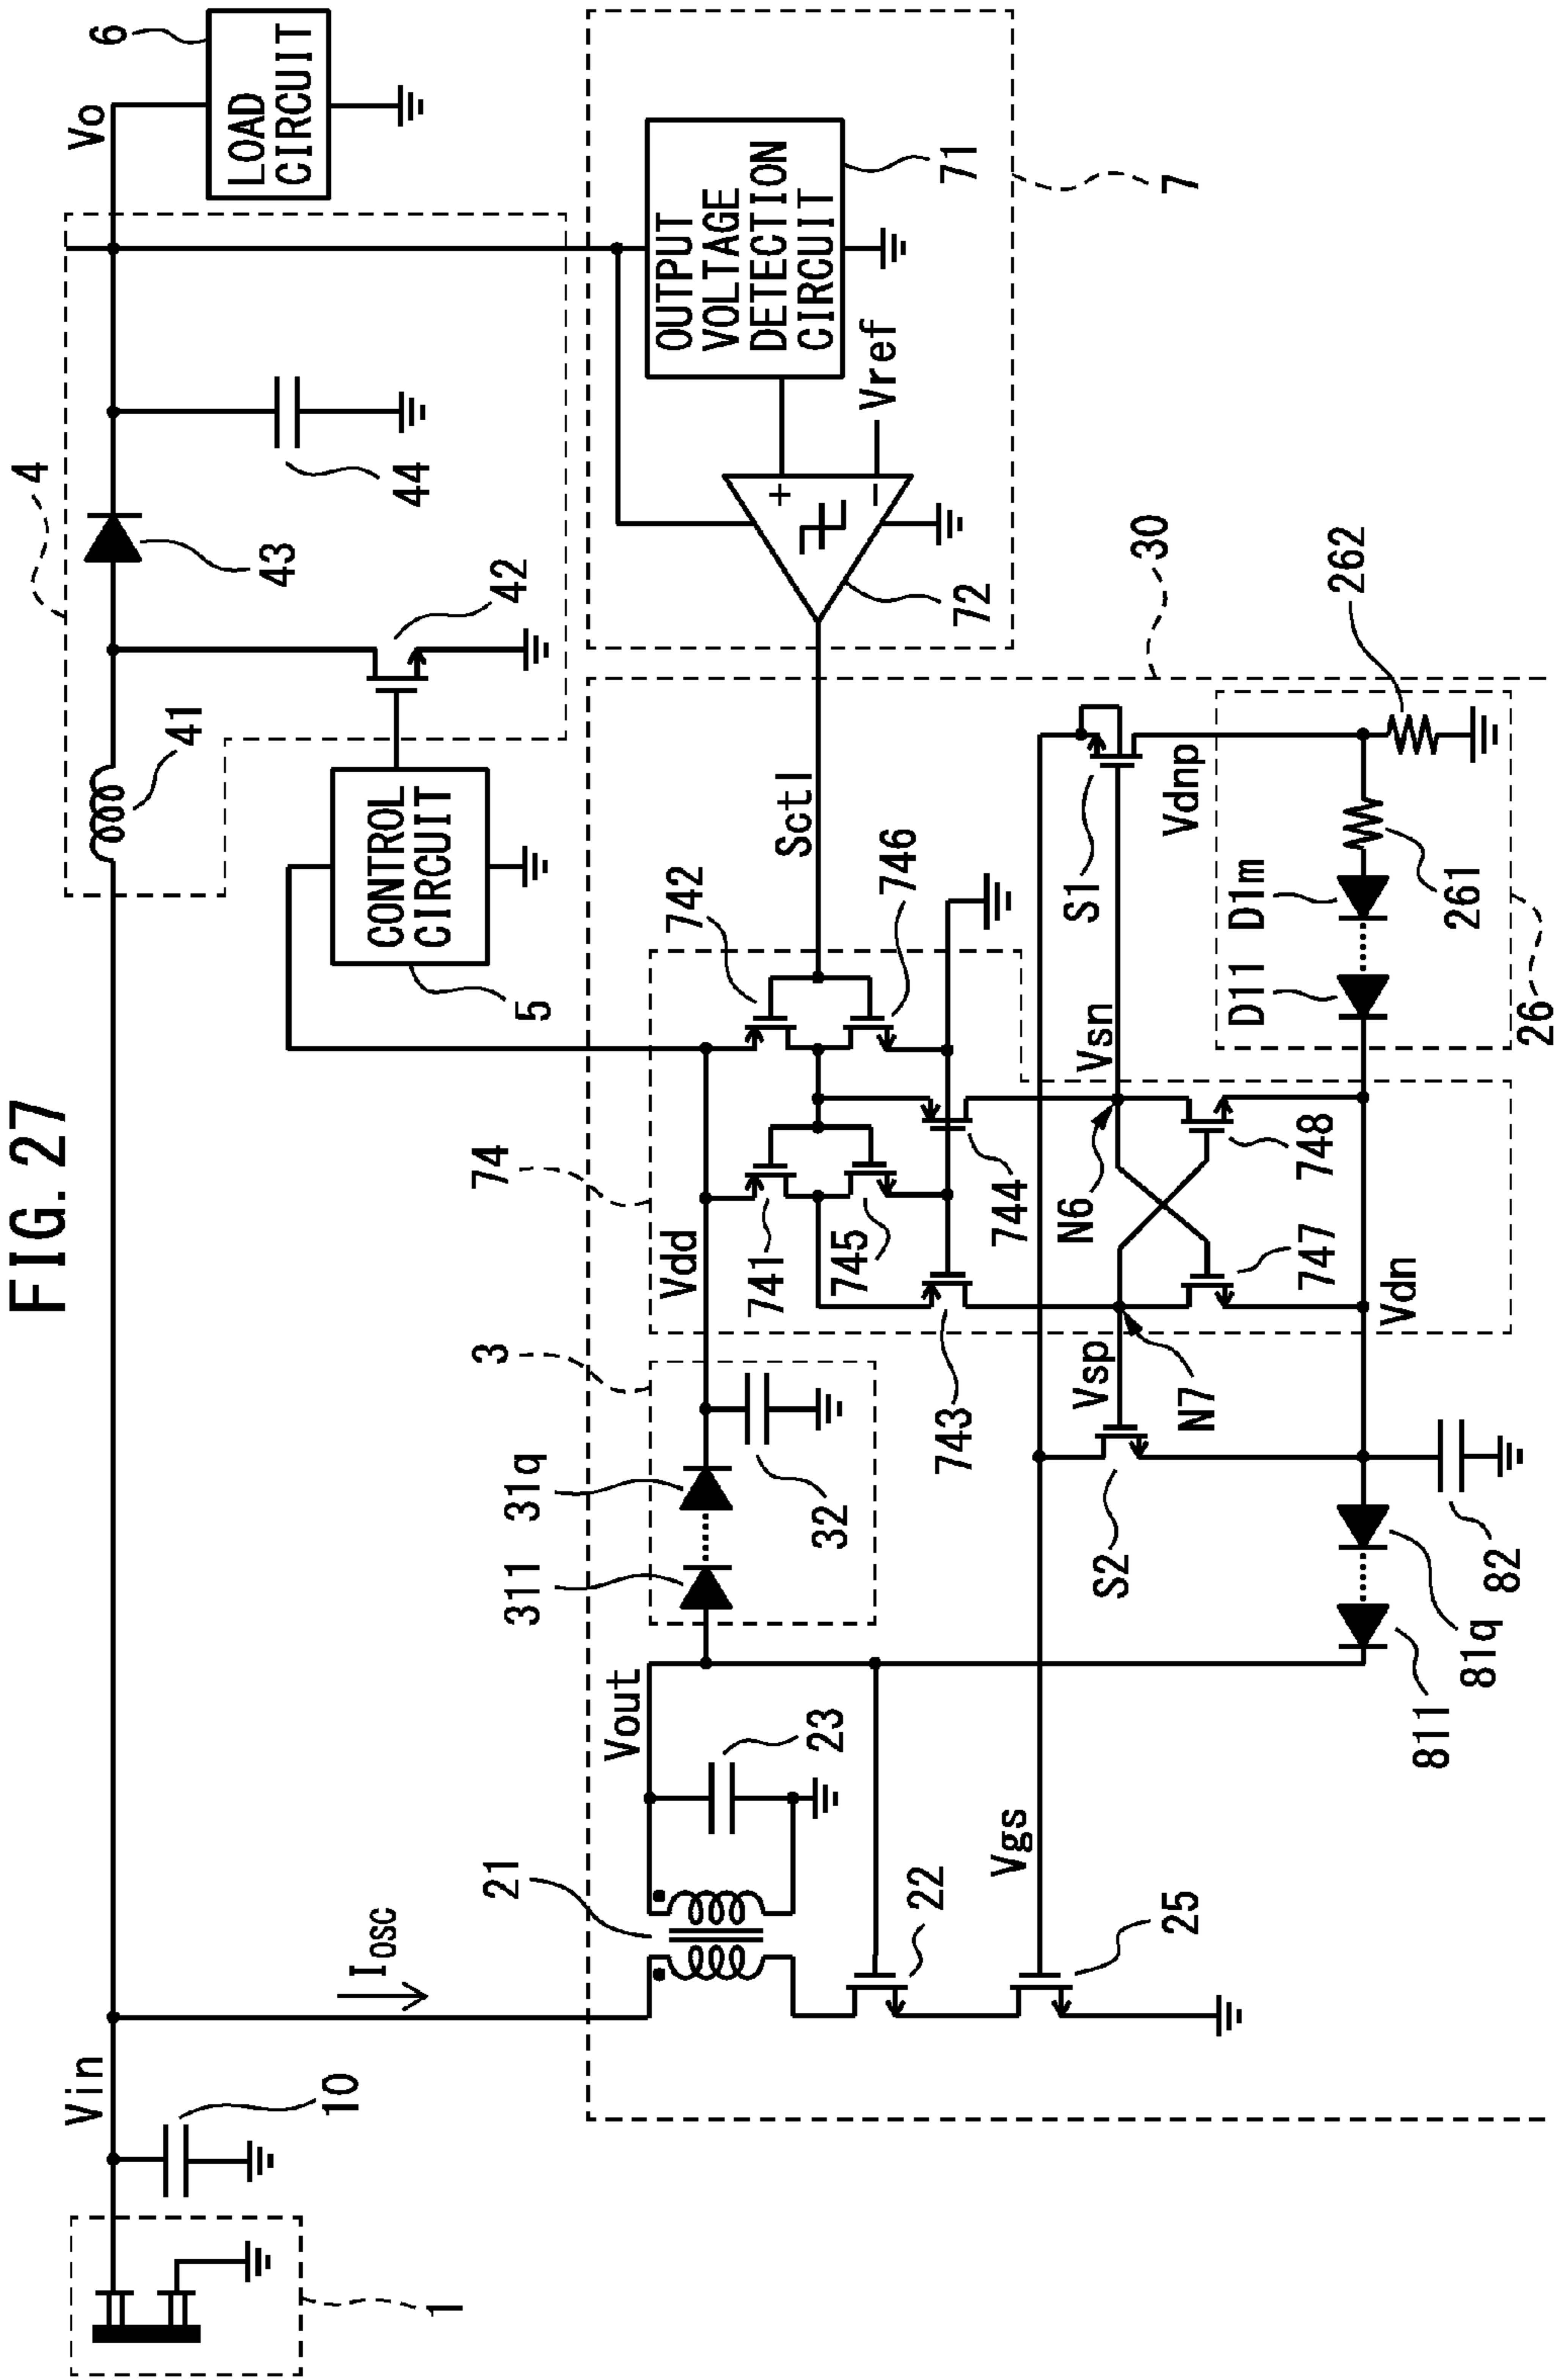 FIG. 27
1
Vin
10
IOSC
21
Vout
23
22
Vgs
25
3
311
31q
32
Vdd
74
741
742
743
744
745
746
747
748
N6
N7
Vsp
Vsn
S2
S1
Vdn
Vdnp
811
81q
82
D11
D1m
261
262
26
30
Sctl
4
41
42
43
44
CONTROL
CIRCUIT
5
Vo
LOAD
CIRCUIT
6
OUTPUT
VOLTAGE
DETECTION
CIRCUIT
71
Vref
+
−
72
7